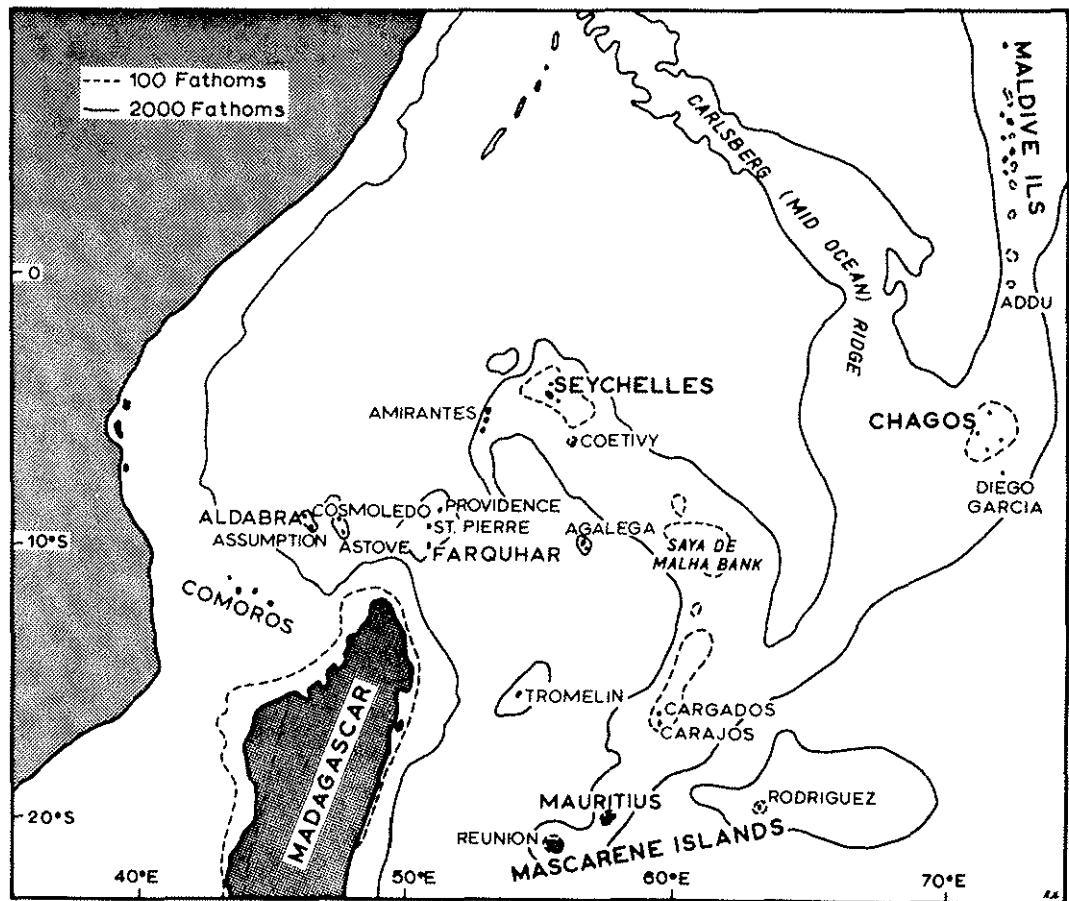 100 Fathoms
2000 Fathoms
MALDIVE ILS
CARLSBERG (MID OCEAN) RIDGE
0
ADDU
SEYCHELLES
AMIRANTES
COETIVY
CHAGOS
DIEGO
GARCIA
COSMOLEDO
PROVIDENCE
ALDABRA
ST. PIERRE
ASSUMPTION
ASTOVE
FARQUHAR
AGALEGA
SAYA DE
MALHA BANK
10°S
COMOROS
TROMELIN
CARGADOS
CARAJOS
MADAGASCAR
MAURITIUS
RODRIGUEZ
20°S
REUNION
MASCARENE ISLANDS
40°E
50°E
60°E
70°E